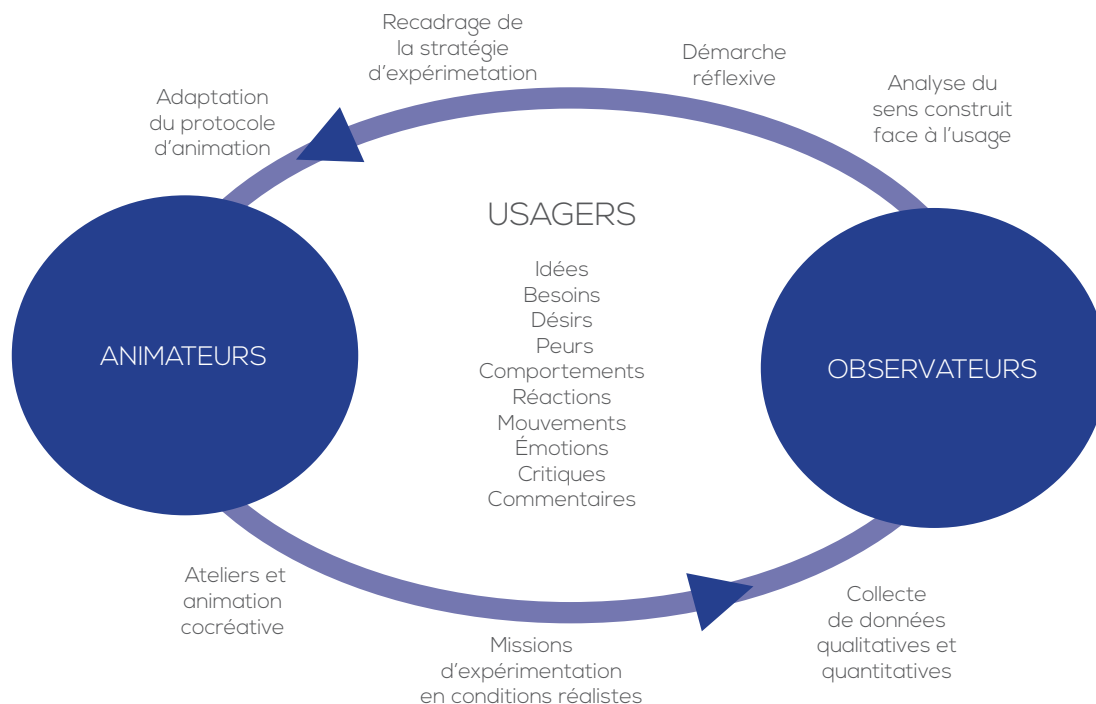 Recadrage de
la stratégie
d'expérimetation
Démarche
réflexive
Analyse du
sens construit
face à l'usage
Adaptation
du protocole
d'animation
USAGERS
Idées
Besoins
Désirs
Peurs
Comportements
Réactions
Mouvements
Émotions
Critiques
Commentaires
ANIMATEURS
OBSERVATEURS
Ateliers et
animation
cocréative
Missions
d'expérimentation
en conditions réalistes
Collecte
de données
qualitatives et
quantitatives